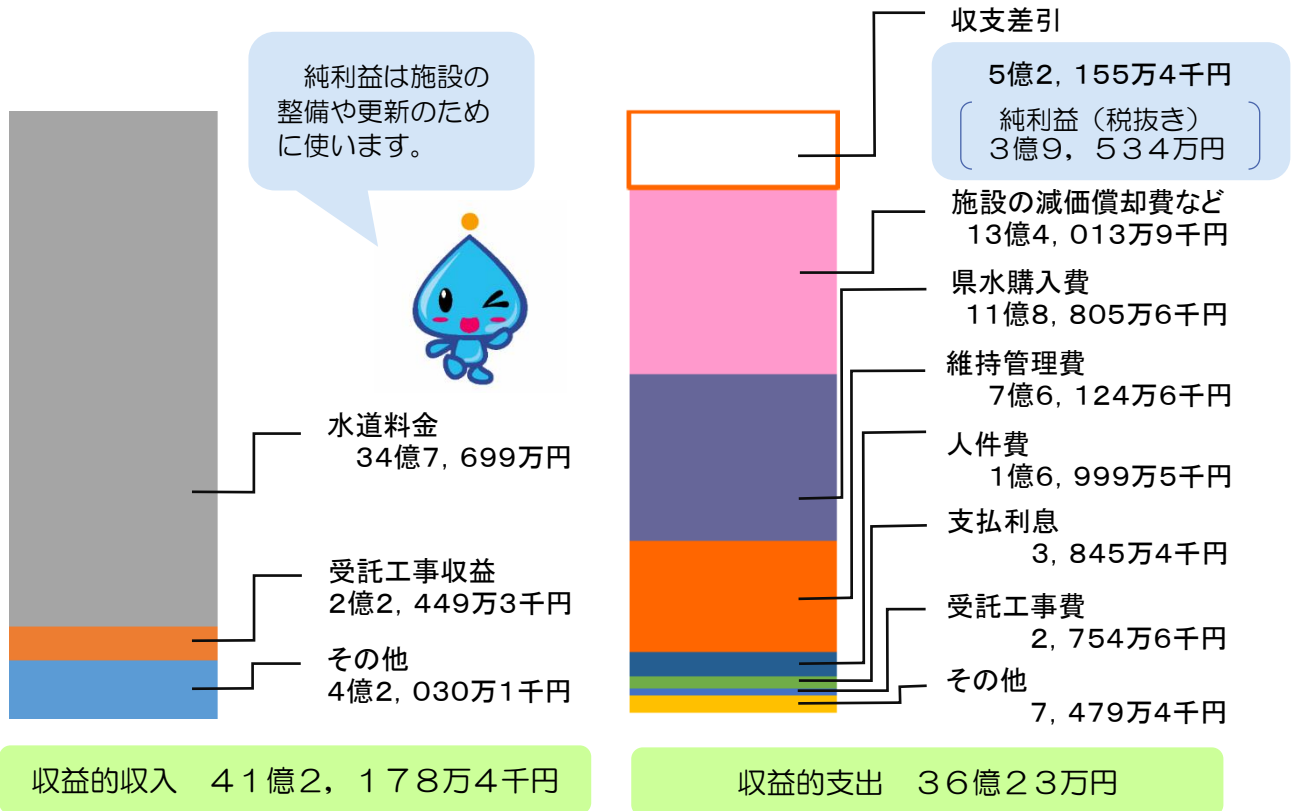 純利益は施設の
整備や更新のため
に使います。
水道料金
34億7，699万円
受託工事収益
2億2，449万3千円
その他
4億2，030万1千円
収益的収入　４１億２，１７８万４千円
収支差引
5億2，155万4千円
純利益（税抜き）
３億９，５３４万円
施設の減価償却費など
13億4，013万9千円
県水購入費
11億8，805万6千円
維持管理費
7億6，124万6千円
人件費
1億6，999万5千円
支払利息
3，845万4千円
受託工事費
2，754万6千円
その他
7，479万4千円
収益的支出　３６億２３万円